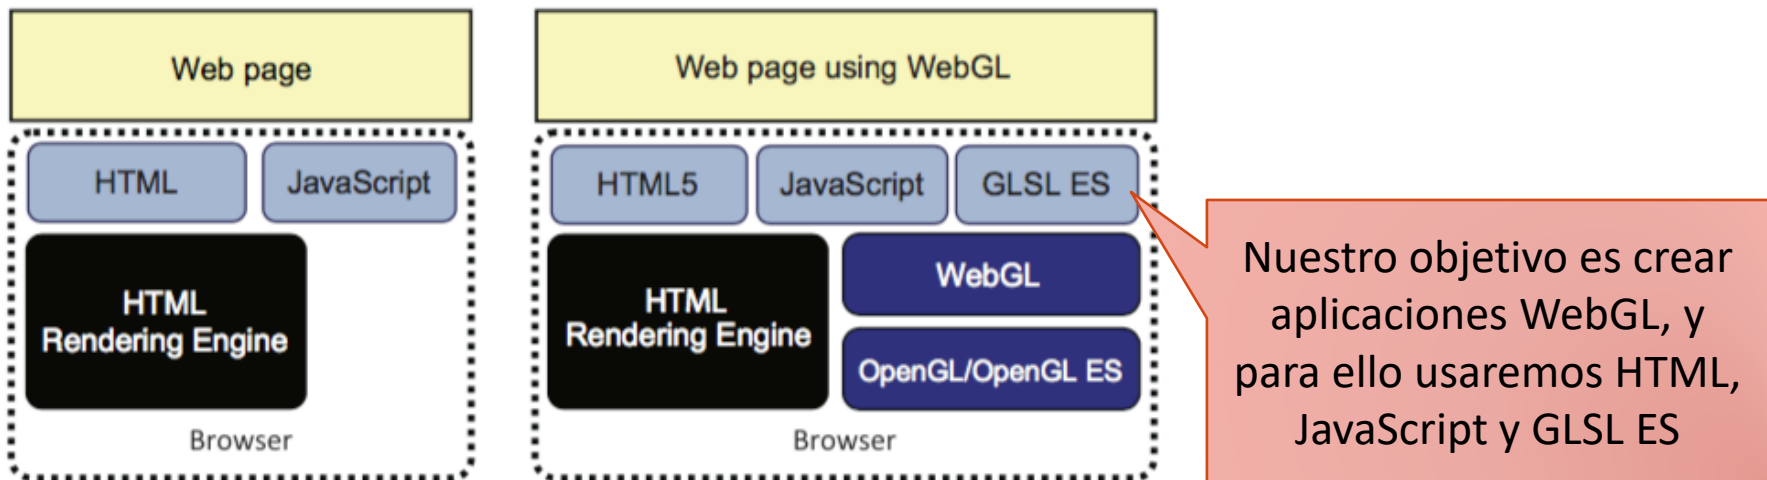 Web page
HTML
JavaScript
HTML
Rendering Engine
Browser
Web page using WebGL
HTML5
JavaScript
GLSL ES
HTML
Rendering Engine
WebGL
OpenGL/OpenGL ES
Browser
Nuestro objetivo es crear
aplicaciones WebGL, y
para ello usaremos HTML,
JavaScript y GLSL ES